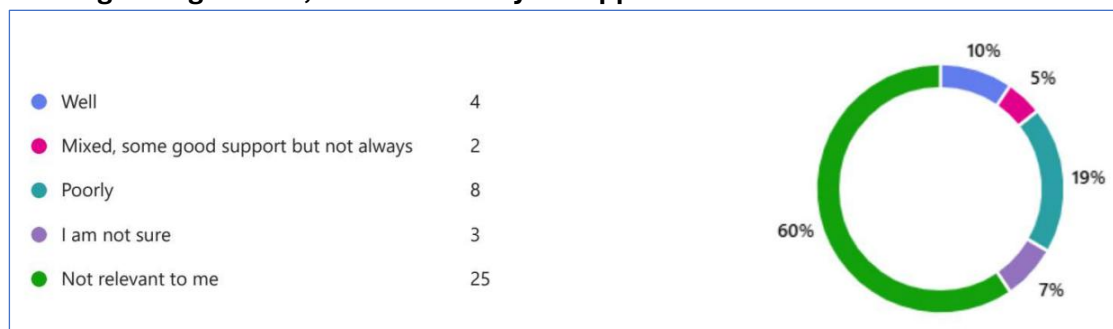 Well 4
Mixed, some good support but not always 2
Poorly 8
I am not sure 3
Not relevant to me 25
10%
5%
19%
7%
60%